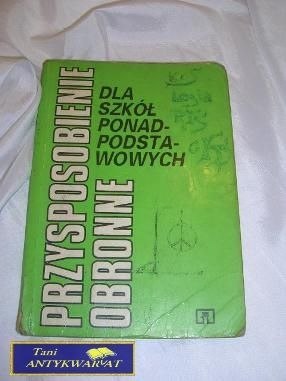 PRZYSPOSOBIENIE
OBRONNE
DLA
SZKÓŁ
PONAD-
PODSTA-
WOWYCH
Tani
ANTYKWARIAT